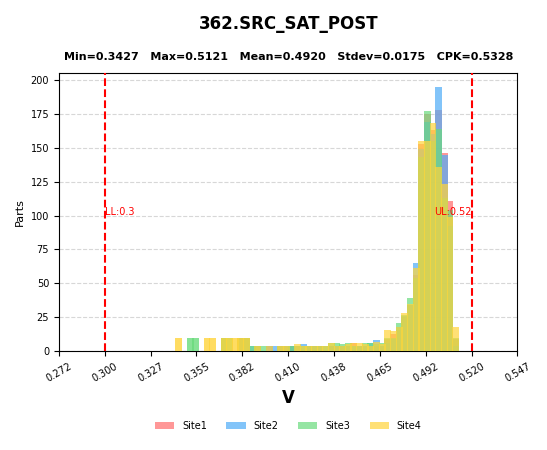 362.SRC_SAT_POST
Min=0.3427 Max=0.5121 Mean=0.4920 Stdev=0.0175 CPK=0.5328
200
175
150
125
100
75
50
25
0
Parts
LL:0.3
UL:0.52
0.272 0.300 0.327 0.355 0.382 0.410 0.438 0.465 0.492 0.520 0.547
V
Site1 Site2 Site3 Site4